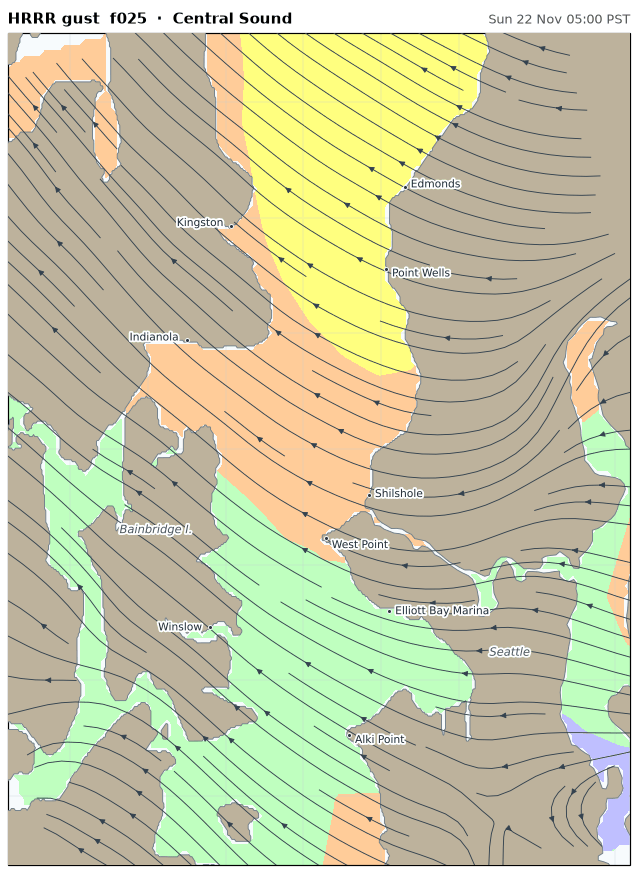 HRRR gust f025 · Central Sound
Sun 22 Nov 05:00 PST
Edmonds
Kingston
Point Wells
Indianola
Shilshole
Bainbridge I.
West Point
Elliott Bay Marina
Winslow
Seattle
Alki Point